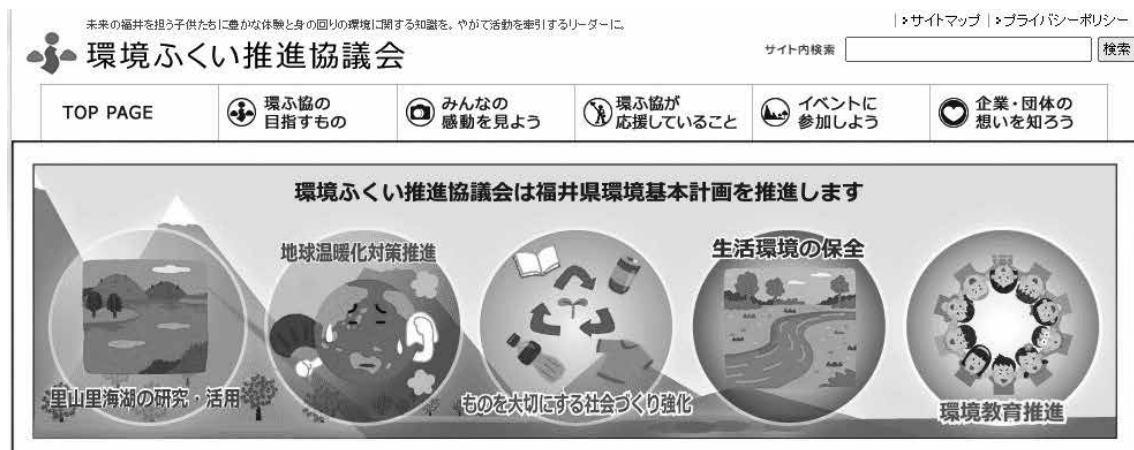 未来の福井を担う子供たちに豊かな体験と身の回りの環境に関する知識を。やがて活動を牽引するリーダーに。
|>サイトマップ |>プライバシーポリシー
環境ふくい推進協議会
サイト内検索
検索
TOP PAGE
環ふ協の
目指すもの
みんなの
感動を見よう
環ふ協が
応援していること
イベントに
参加しよう
企業・団体の
想いを知ろう
環境ふくい推進協議会は福井県環境基本計画を推進します
里山里海湖の研究・活用
地球温暖化対策推進
ものを大切にする社会づくり強化
生活環境の保全
環境教育推進